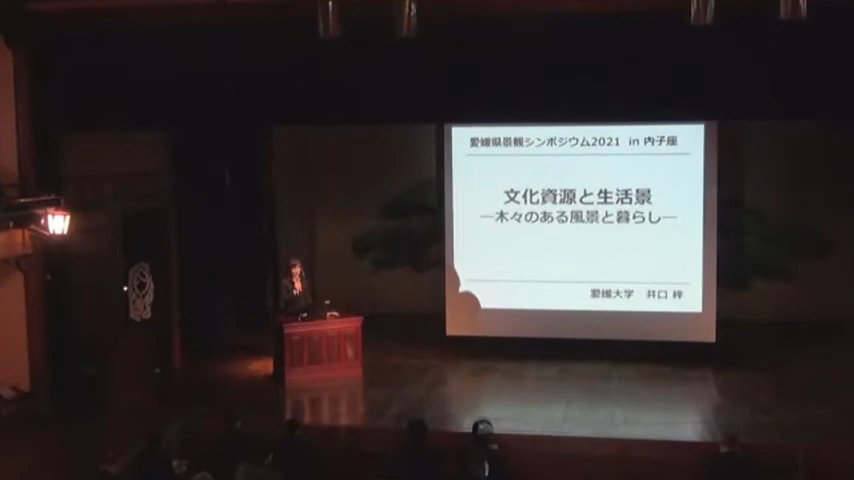 愛媛県景観シンポジウム2021 in 内子座
文化資源と生活景
―木々のある風景と暮らし―
愛媛大学 井口 梓